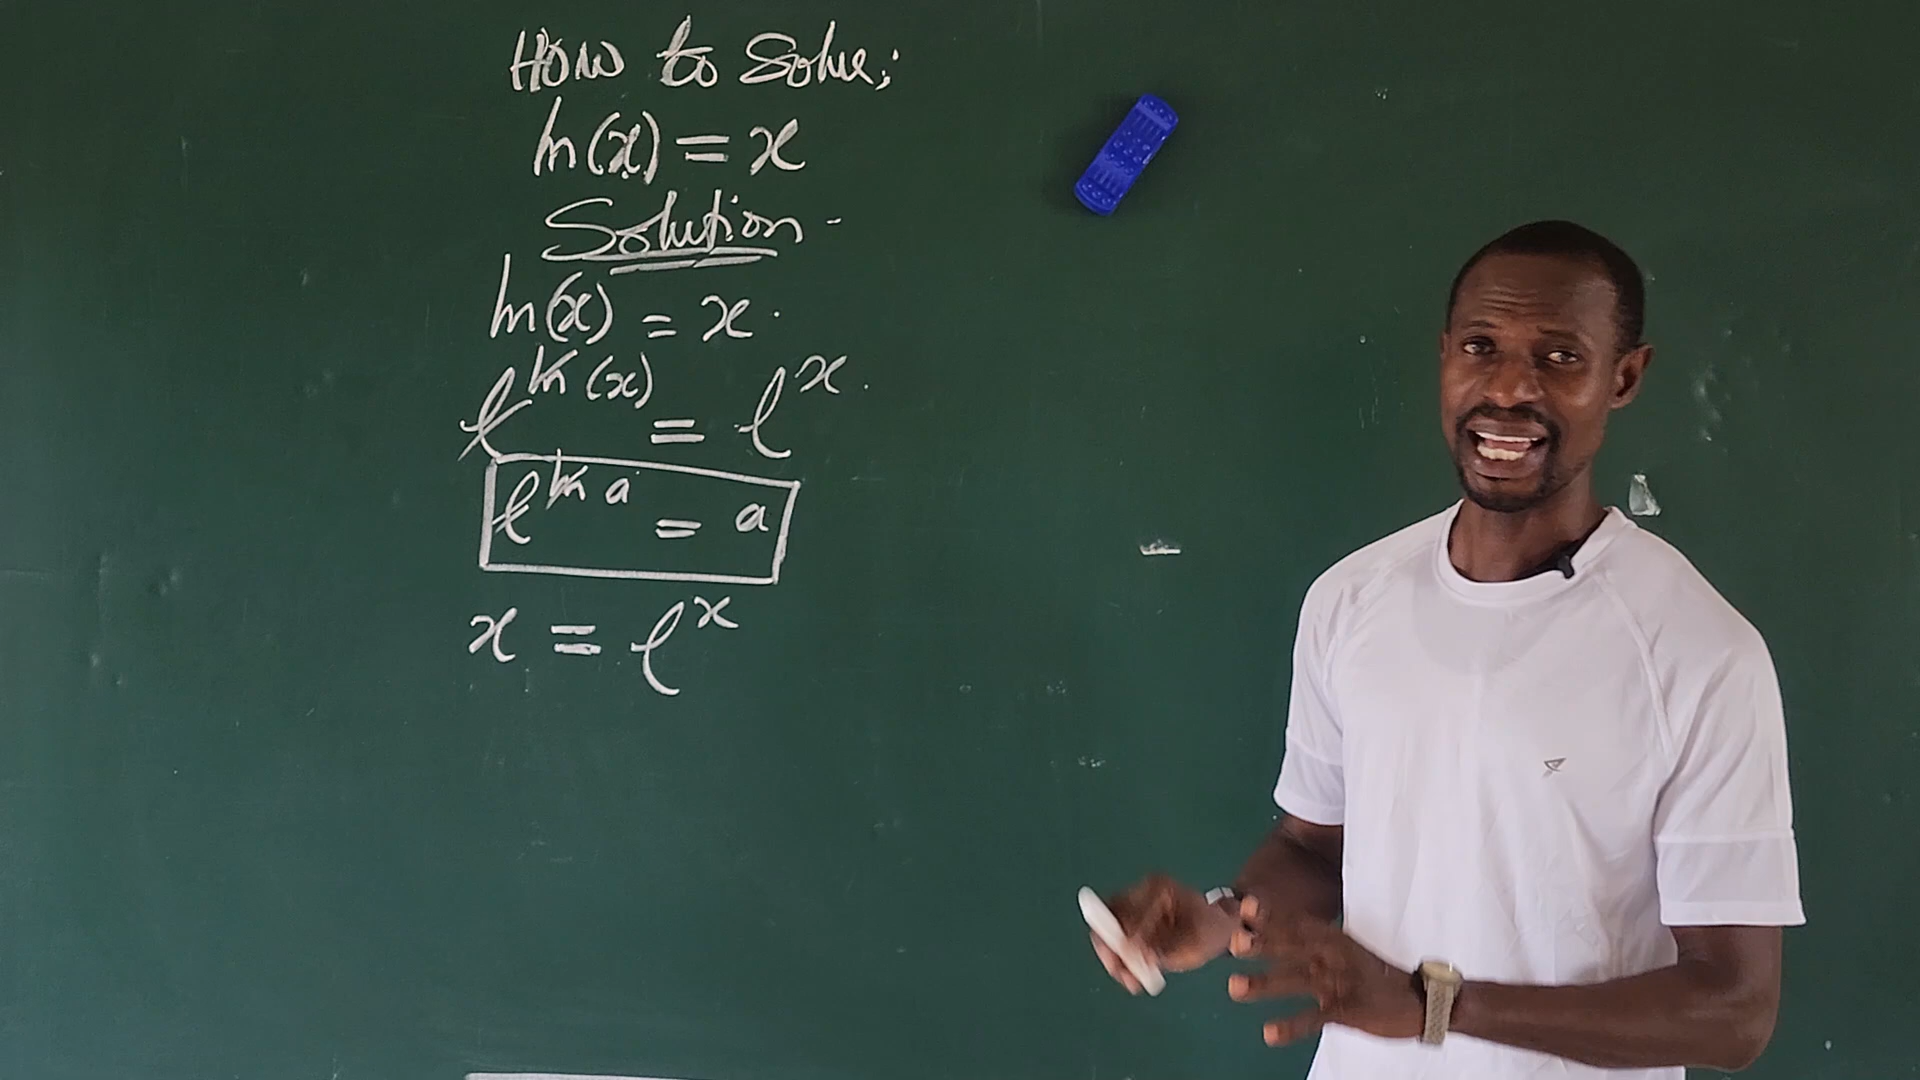 How to Solve;
ln(x) = x
Solution -
ln(x) = x.
e^ln(x) = e^x.
e^ln a = a
x = e^x